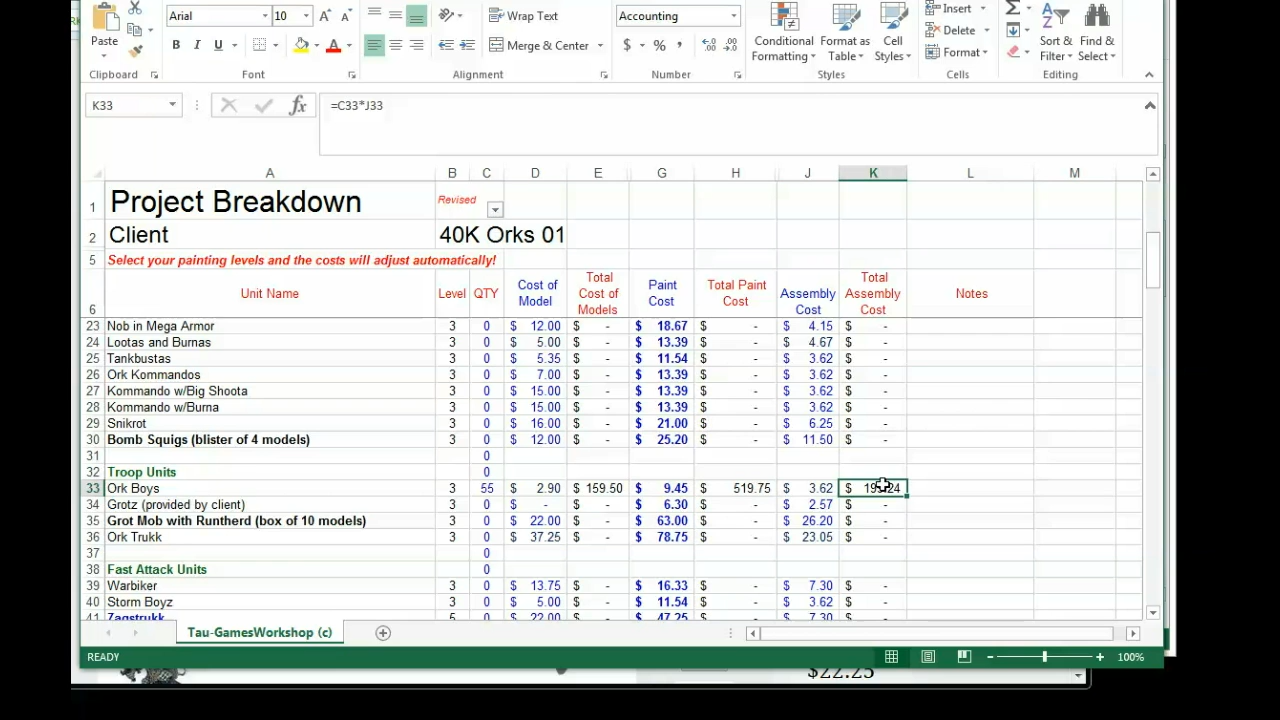 Arial 10 Wrap Text Accounting Insert
Paste B I U Merge & Center $ % , Conditional Formatting Format as Table Cell Styles Delete Format Sort & Filter Find & Select
Clipboard Font Alignment Number Styles Cells Editing
K33 fx =C33*J33
A B C D E G H J K L M
1 Project Breakdown Revised
2 Client 40K Orks 01
5 Select your painting levels and the costs will adjust automatically!
6 Unit Name Level QTY Cost of Model Total Cost of Models Paint Cost Total Paint Cost Assembly Cost Total Assembly Cost Notes
23 Nob in Mega Armor 3 0 $ 12.00 $ - $ 18.67 $ - $ 4.15 $ -
24 Lootas and Burnas 3 0 $ 5.00 $ - $ 13.39 $ - $ 4.67 $ -
25 Tankbustas 3 0 $ 5.35 $ - $ 11.54 $ - $ 3.62 $ -
26 Ork Kommandos 3 0 $ 7.00 $ - $ 13.39 $ - $ 3.62 $ -
27 Kommando w/Big Shoota 3 0 $ 15.00 $ - $ 13.39 $ - $ 3.62 $ -
28 Kommando w/Burna 3 0 $ 15.00 $ - $ 13.39 $ - $ 3.62 $ -
29 Snikrot 3 0 $ 16.00 $ - $ 21.00 $ - $ 6.25 $ -
30 Bomb Squigs (blister of 4 models) 3 0 $ 12.00 $ - $ 25.20 $ - $ 11.50 $ -
31 0
32 Troop Units 0
33 Ork Boys 3 55 $ 2.90 $ 159.50 $ 9.45 $ 519.75 $ 3.62 $
34 Grotz (provided by client) 3 0 $ - $ - $ 6.30 $ - $ 2.57 $ -
35 Grot Mob with Runtherd (box of 10 models) 3 0 $ 22.00 $ - $ 63.00 $ - $ 26.20 $ -
36 Ork Trukk 3 0 $ 37.25 $ - $ 78.75 $ - $ 23.05 $ -
37 0
38 Fast Attack Units 0
39 Warbiker 3 0 $ 13.75 $ - $ 16.33 $ - $ 7.30 $ -
40 Storm Boyz 3 0 $ 5.00 $ - $ 11.54 $ - $ 3.62 $ -
41 Zagstrukk 5 0 $ 22.00 $ - $ 47.25 $ - $ 7.30 $ -
Tau-GamesWorkshop (c)
READY 100%
$22.25